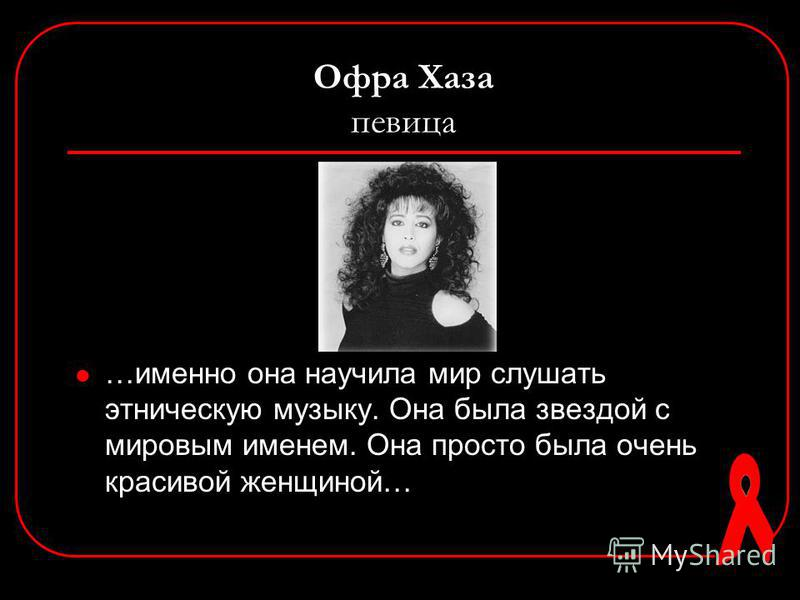 Офра Хаза
певица
…именно она научила мир слушать
этническую музыку. Она была звездой с
мировым именем. Она просто была очень
красивой женщиной…
MyShared